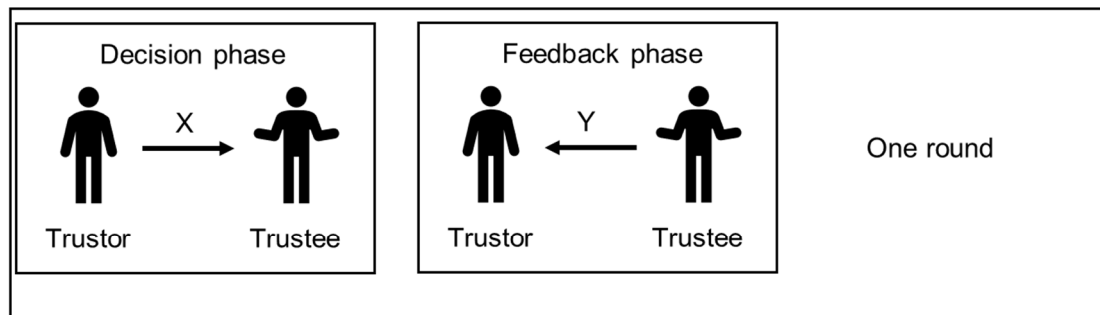 Decision phase
X
Trustor
Trustee
Feedback phase
Y
Trustor
Trustee
One round